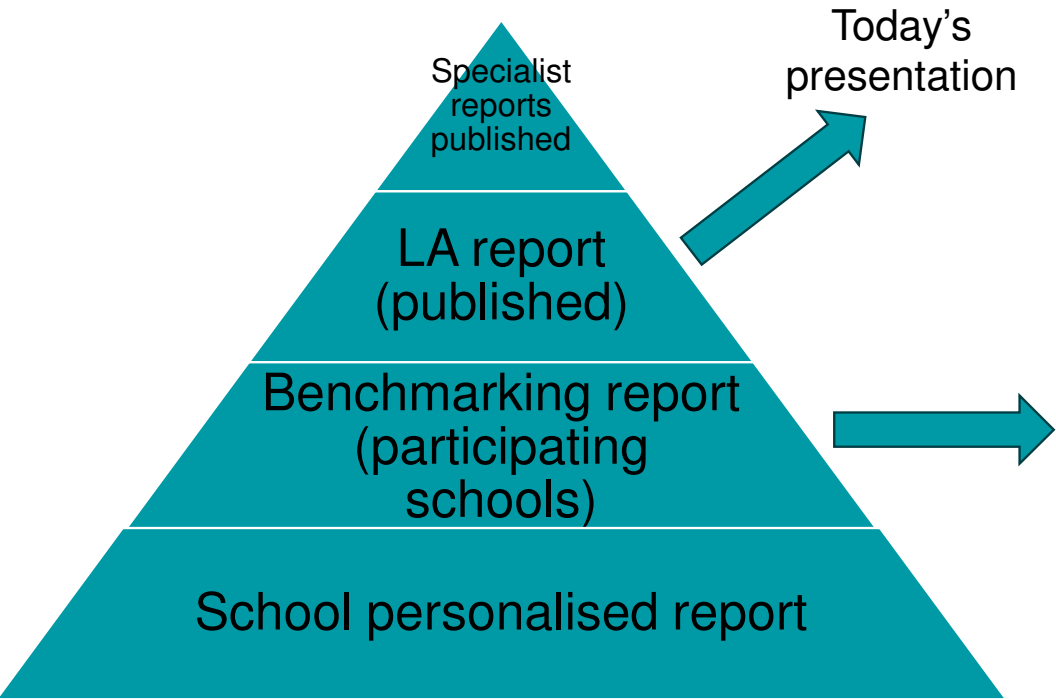 Today’s
presentation
Specialist
reports
published
LA report
(published)
Benchmarking report
(participating
schools)
School personalised report